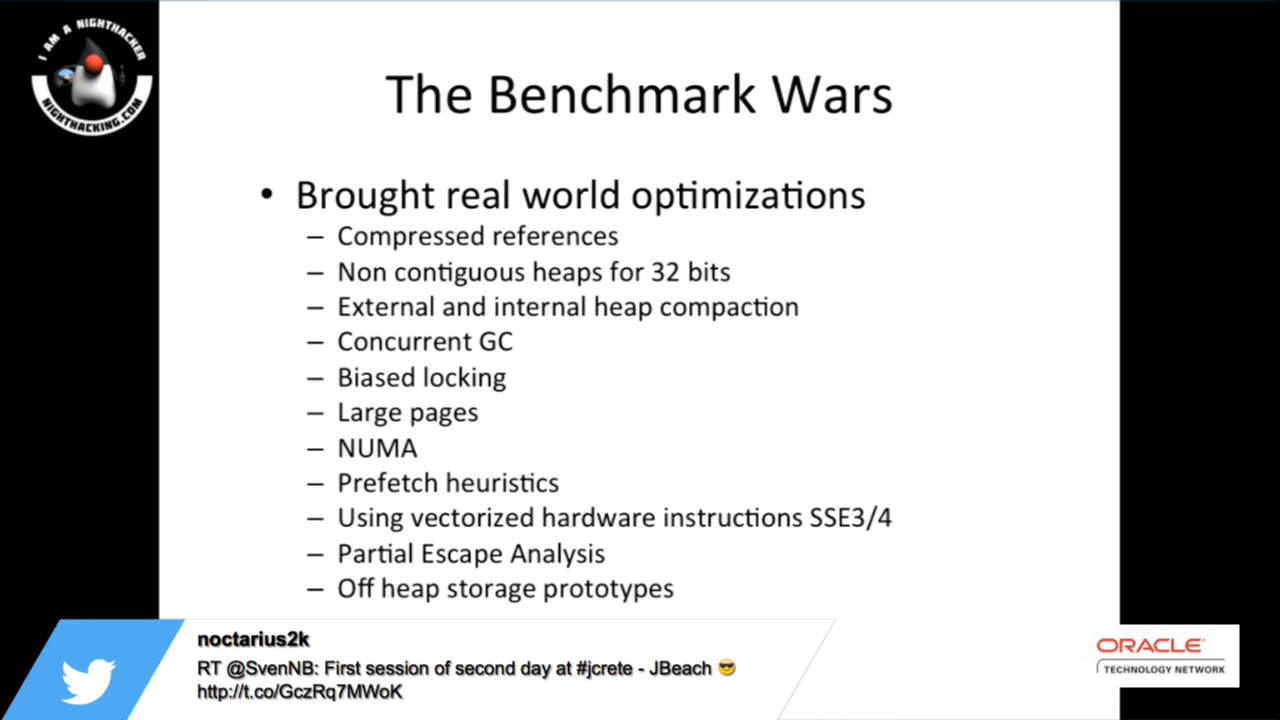 I AM A NIGHTHACKER
NIGHTHACKING.COM
The Benchmark Wars
• Brought real world optimizations
– Compressed references
– Non contiguous heaps for 32 bits
– External and internal heap compaction
– Concurrent GC
– Biased locking
– Large pages
– NUMA
– Prefetch heuristics
– Using vectorized hardware instructions SSE3/4
– Partial Escape Analysis
– Off heap storage prototypes
noctarius2k
RT @SvenNB: First session of second day at #jcrete - JBeach 😎
http://t.co/GczRq7MWoK
ORACLE
TECHNOLOGY NETWORK